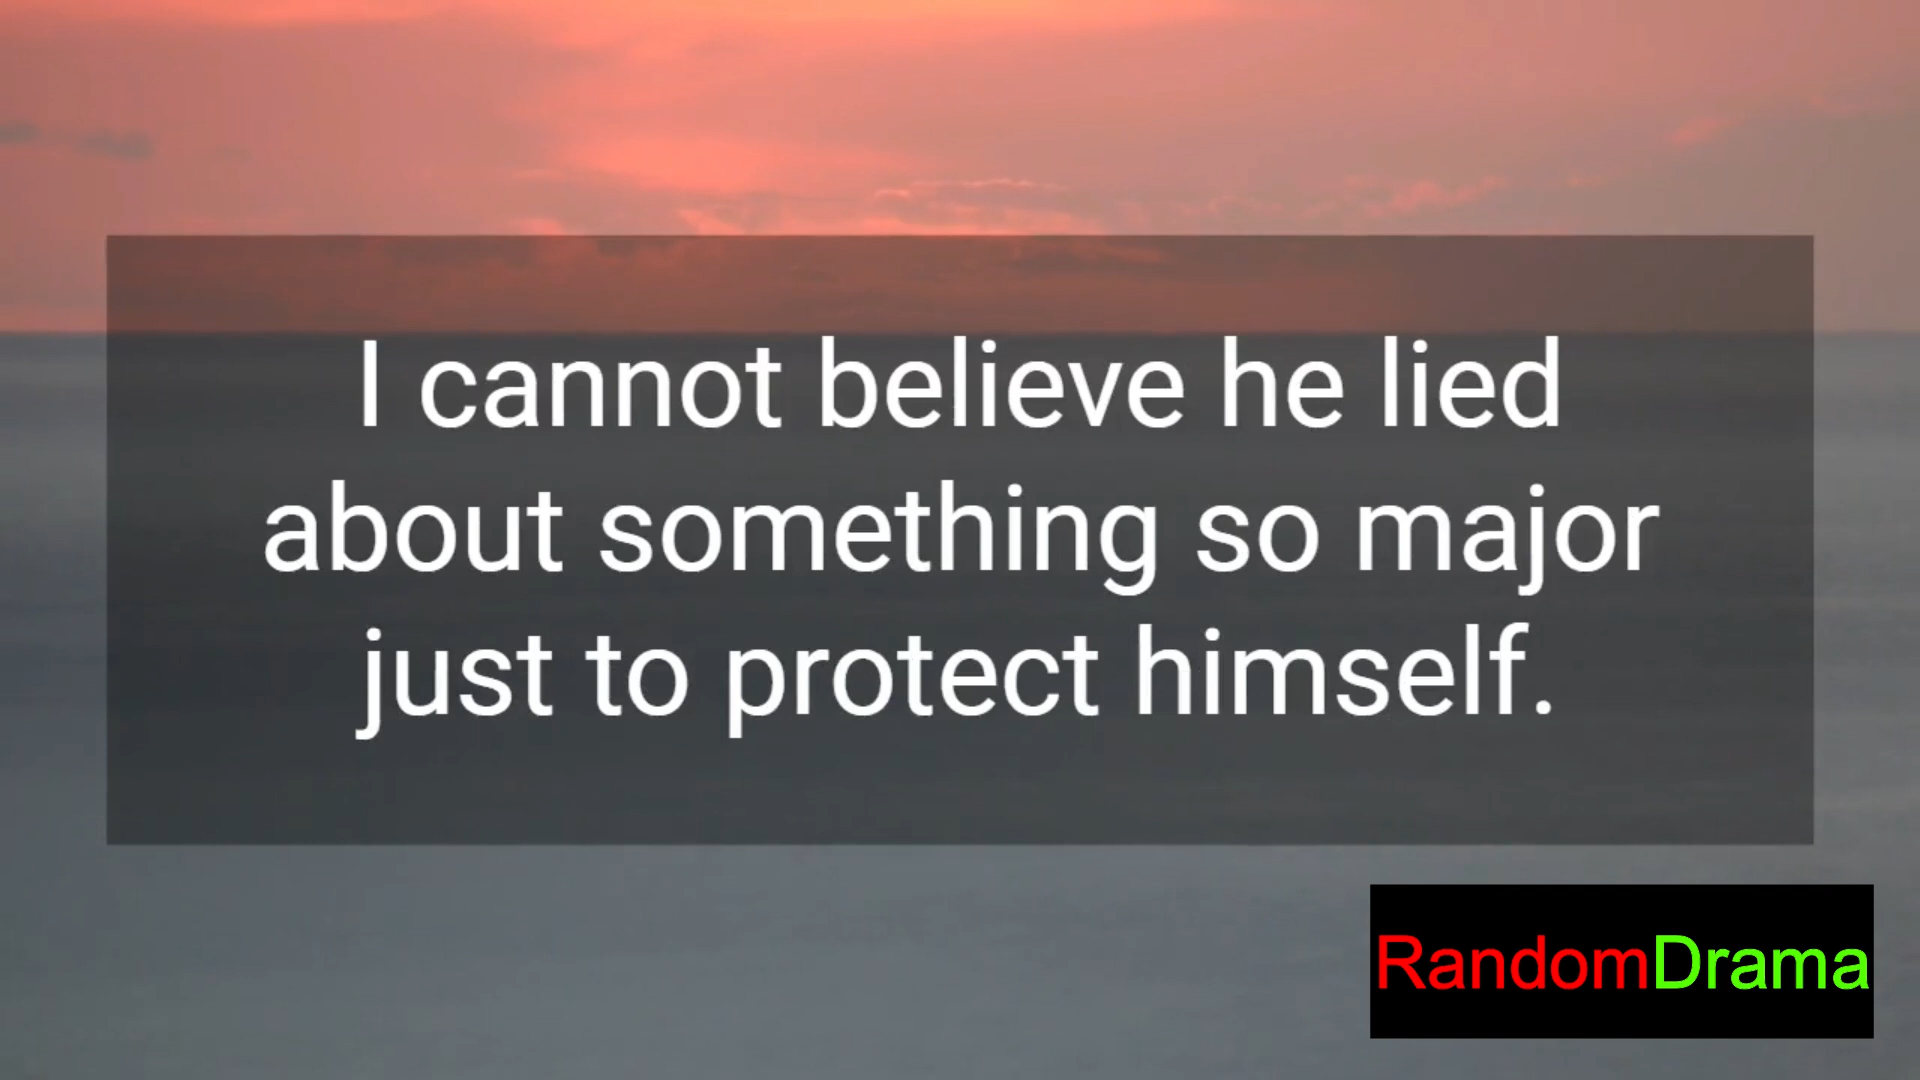 I cannot believe he lied
about something so major
just to protect himself.
RandomDrama